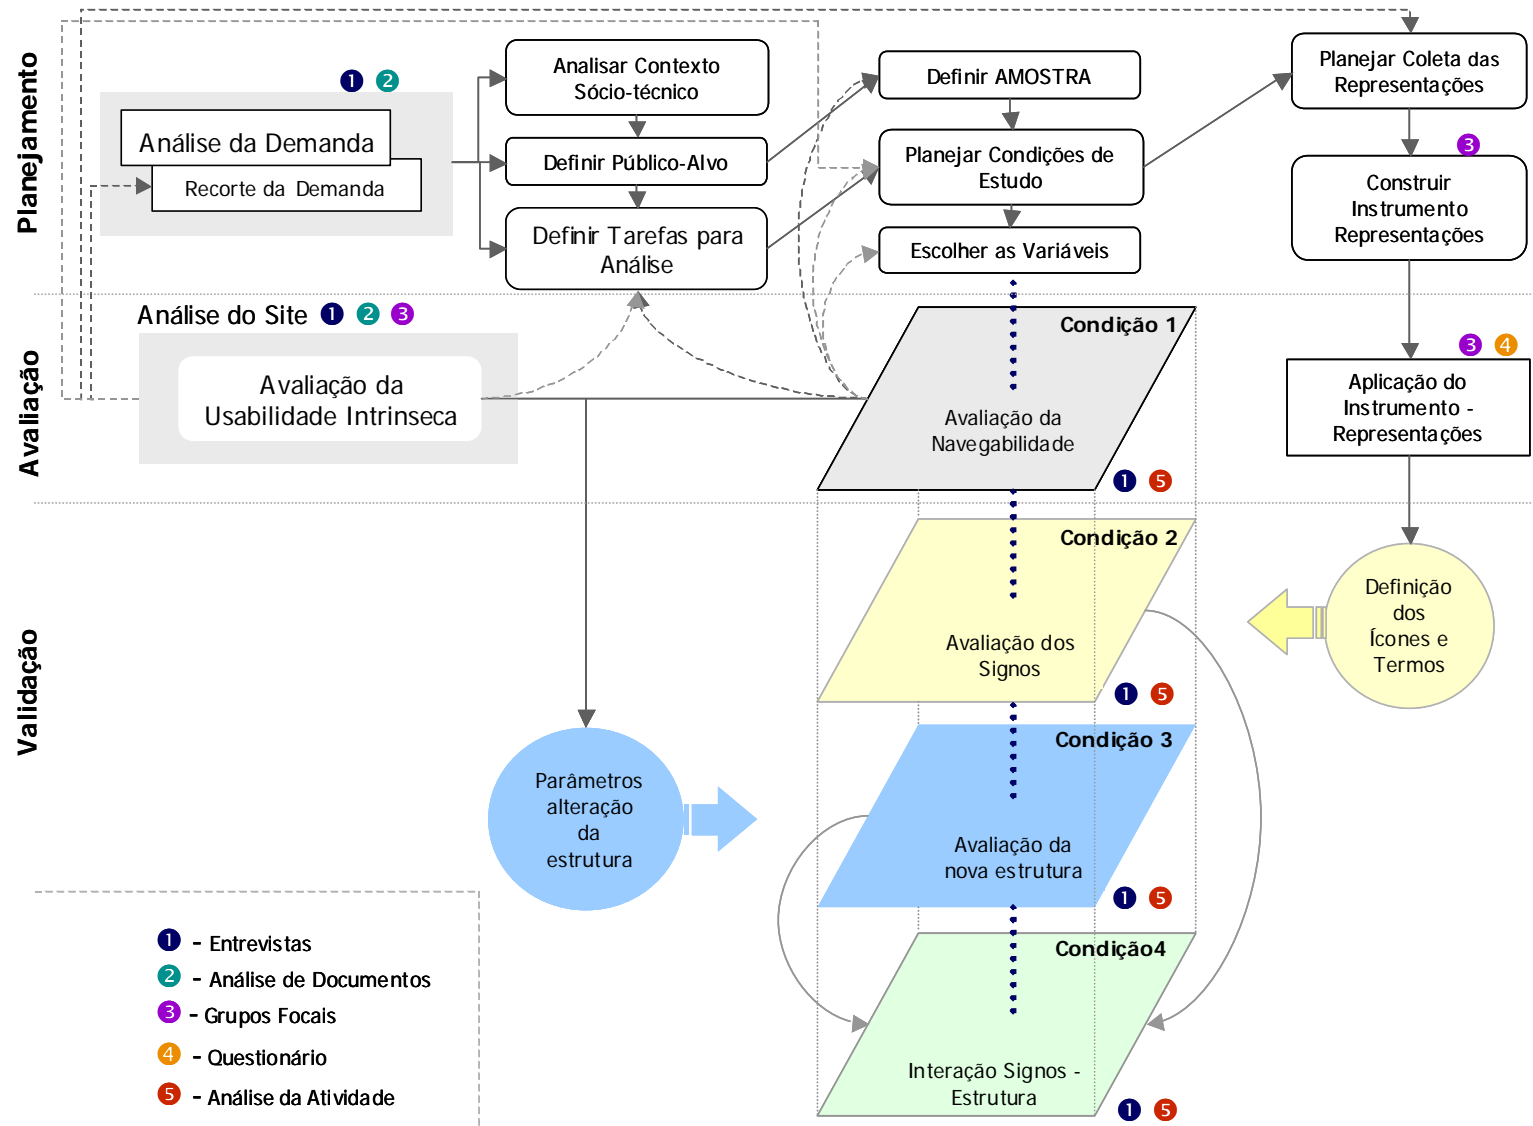 Planejamento
1 2
Análise da Demanda
Recorte da Demanda
Analisar Contexto
Sócio-técnico
Definir Público-Alvo
Definir Tarefas para
Análise
Definir AMOSTRA
Planejar Condições de
Estudo
Escolher as Variáveis
Planejar Coleta das
Representações
3
Construir
Instrumento
Representações
Avaliação
Análise do Site 1 2 3
Avaliação da
Usabilidade Intrinseca
Condição 1
Avaliação da
Navegabilidade
1 5
3 4
Aplicação do
Instrumento -
Representações
Validação
Condição 2
Avaliação dos
Signos
1 5
Definição
dos
Ícones e
Termos
Parâmetros
alteração
da
estrutura
Condição 3
Avaliação da
nova estrutura
1 5
Condição4
Interação Signos -
Estrutura
1 5
1 - Entrevistas
2 - Análise de Documentos
3 - Grupos Focais
4 - Questionário
5 - Análise da Atividade